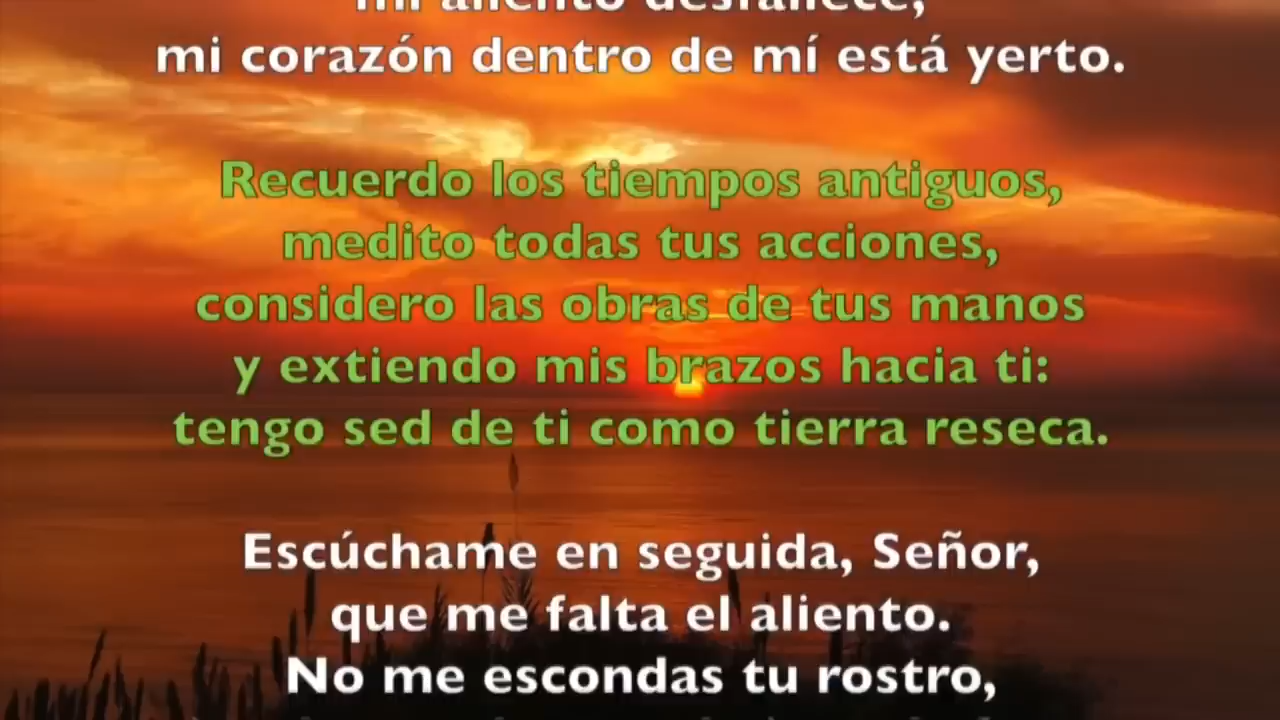 mi aliento desfallece,
mi corazón dentro de mí está yerto.
Recuerdo los tiempos antiguos,
medito todas tus acciones,
considero las obras de tus manos
y extiendo mis brazos hacia ti:
tengo sed de ti como tierra reseca.
Escúchame en seguida, Señor,
que me falta el aliento.
No me escondas tu rostro,